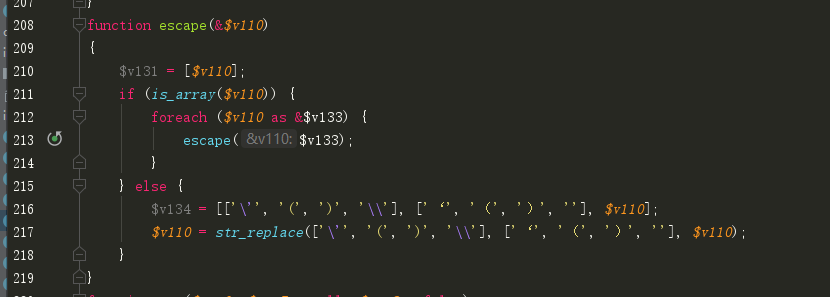 207 }
208 function escape(&$v110)
209 {
210 $v131 = [$v110];
211 if (is_array($v110)) {
212 foreach ($v110 as &$v133) {
213 escape( &v110: $v133);
214 }
215 } else {
216 $v134 = [['\'', '(', ')', '\\'], [' ‘', '（', '）', ''], $v110];
217 $v110 = str_replace(['\'', '(', ')', '\\'], [' ‘', '（', '）', ''], $v110);
218 }
219 }